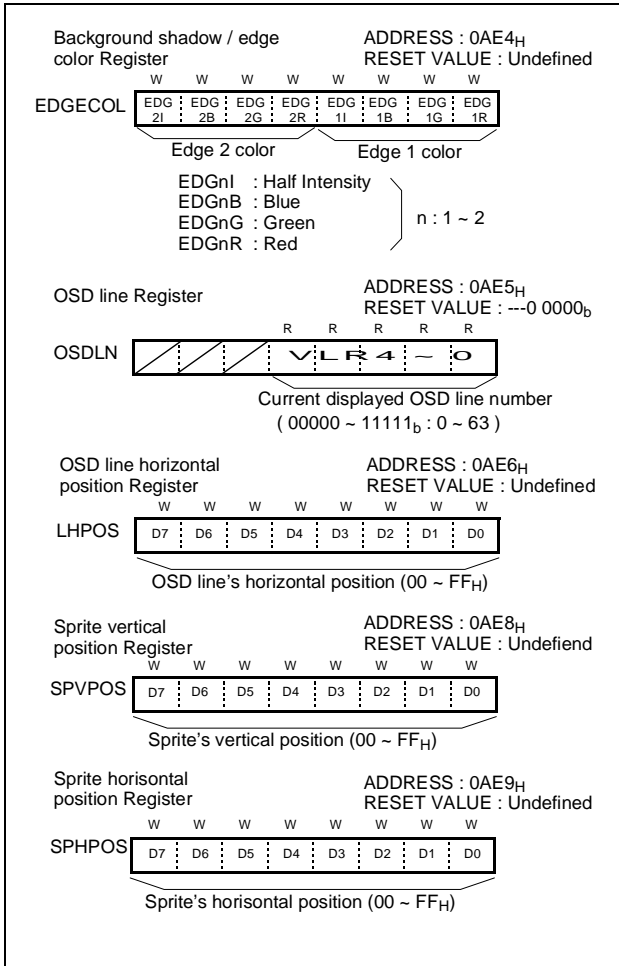 Background shadow / edge
color Register
ADDRESS : 0AE4H
RESET VALUE : Undefined
W W W W W W W W
EDGECOL EDG 2I EDG 2B EDG 2G EDG 2R EDG 1I EDG 1B EDG 1G EDG 1R
Edge 2 color Edge 1 color
EDGnI : Half Intensity
EDGnB : Blue
EDGnG : Green
EDGnR : Red
n : 1 ~ 2
OSD line Register
ADDRESS : 0AE5H
RESET VALUE : ---0 0000b
R R R R R
OSDLN VLR4~0
Current displayed OSD line number
( 00000 ~ 11111b : 0 ~ 63 )
OSD line horizontal
position Register
ADDRESS : 0AE6H
RESET VALUE : Undefined
W W W W W W W W
LHPOS D7 D6 D5 D4 D3 D2 D1 D0
OSD line's horizontal position (00 ~ FFH)
Sprite vertical
position Register
ADDRESS : 0AE8H
RESET VALUE : Undefiend
W W W W W W W W
SPVPOS D7 D6 D5 D4 D3 D2 D1 D0
Sprite's vertical position (00 ~ FFH)
Sprite horisontal
position Register
ADDRESS : 0AE9H
RESET VALUE : Undefined
W W W W W W W W
SPHPOS D7 D6 D5 D4 D3 D2 D1 D0
Sprite's horisontal position (00 ~ FFH)